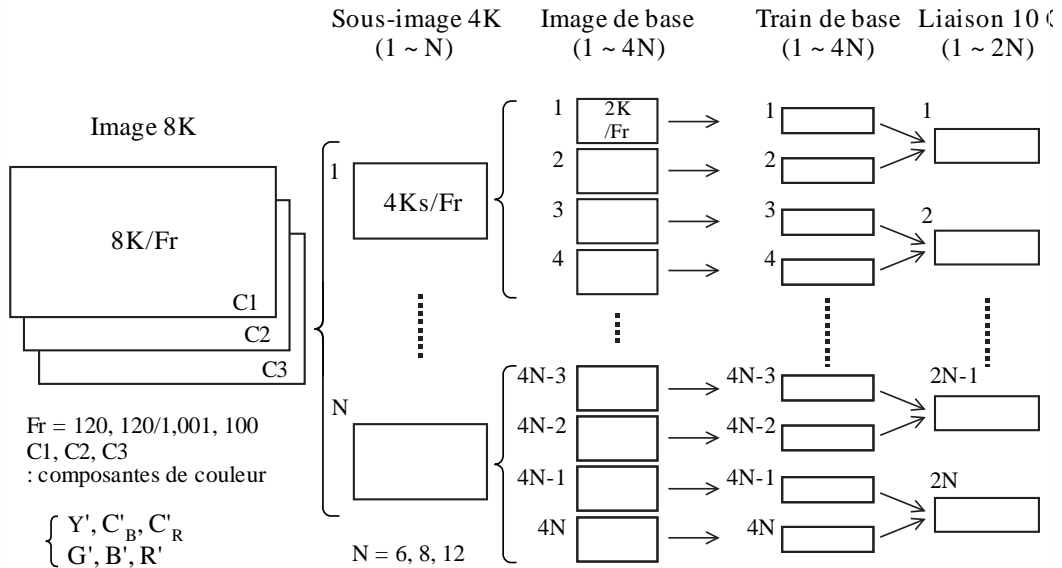 Sous-image 4K
(1 ~ N)
Image de base
(1 ~ 4N)
Train de base
(1 ~ 4N)
Liaison 10
(1 ~ 2N)
Image 8K
8K/Fr
C1
C2
C3
1
4Ks/Fr
N
1
2K
/Fr
2
3
4
4N-3
4N-2
4N-1
4N
1
2
3
4
4N-3
4N-2
4N-1
4N
1
2
2N-1
2N
Fr = 120, 120/1,001, 100
C1, C2, C3
: composantes de couleur
Y', C'B, C'R
G', B', R'
N = 6, 8, 12